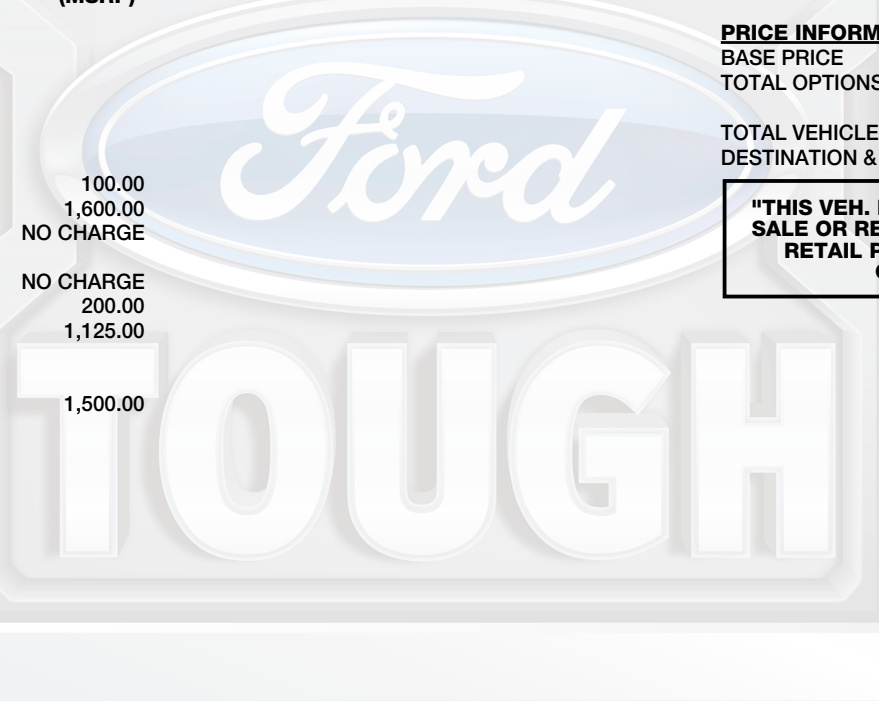 PRICE INFORM
BASE PRICE
TOTAL OPTIONS
TOTAL VEHICLE
DESTINATION &
100.00
1,600.00
NO CHARGE
NO CHARGE
200.00
1,125.00
1,500.00
"THIS VEH.
SALE OR RE
RETAIL
Ford
TOUGH